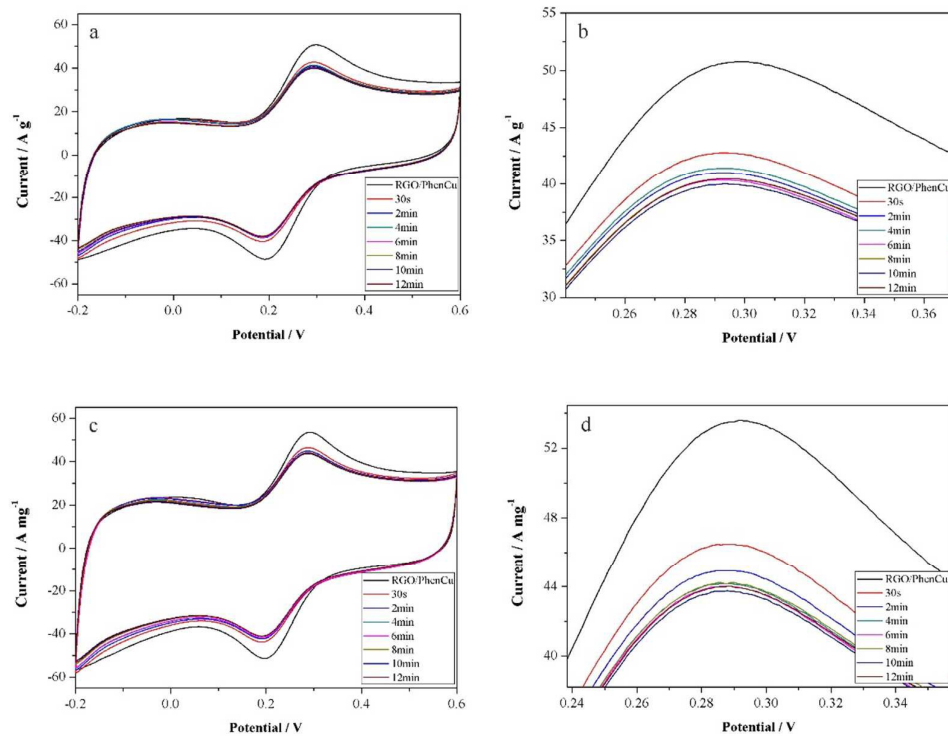 a
60
40
20
0
-20
-40
-60
Current / A g⁻¹
-0.2
0.0
0.2
0.4
0.6
Potential / V
RGO/PhenCu
30s
2min
4min
6min
8min
10min
12min
b
55
50
45
40
35
30
Current / A g⁻¹
0.26
0.28
0.30
0.32
0.34
0.36
Potential / V
RGO/PhenCu
30s
2min
4min
6min
8min
10min
12min
c
60
40
20
0
-20
-40
-60
Current / A mg⁻¹
-0.2
0.0
0.2
0.4
0.6
Potential / V
RGO/PhenCu
30s
2min
4min
6min
8min
10min
12min
d
52
48
44
40
Current / A mg⁻¹
0.24
0.26
0.28
0.30
0.32
0.34
Potential / V
RGO/PhenCu
30s
2min
4min
6min
8min
10min
12min